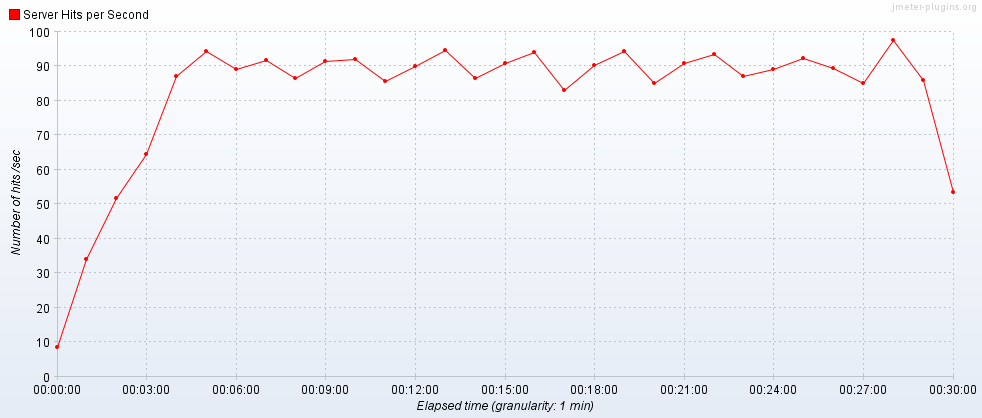 jmeter-plugins.org
Server Hits per Second
100
90
80
70
60
50
40
30
20
10
0
Number of hits /sec
00:00:00 00:03:00 00:06:00 00:09:00 00:12:00 00:15:00 00:18:00 00:21:00 00:24:00 00:27:00 00:30:00
Elapsed time (granularity: 1 min)